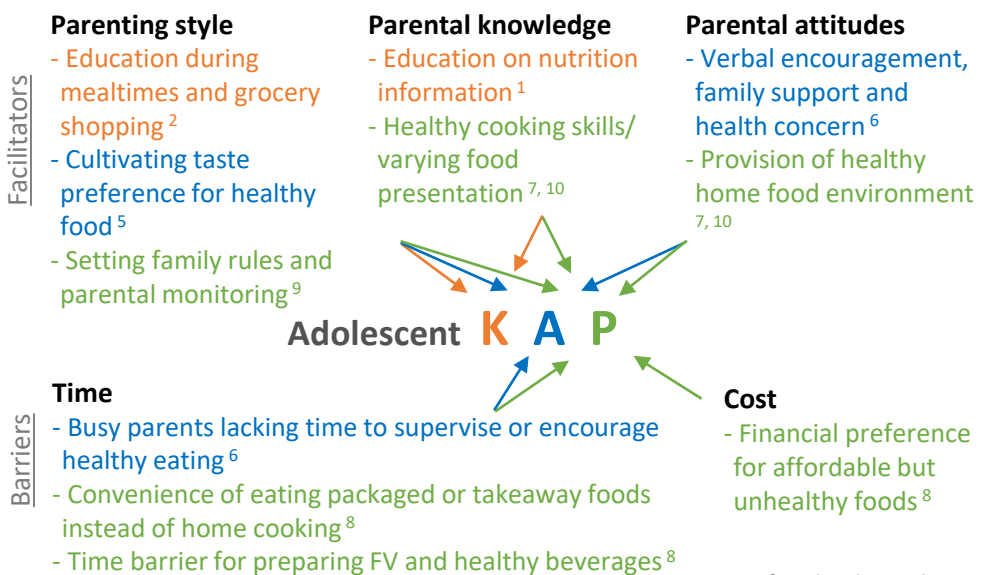 Facilitators
Parenting style
- Education during
mealtimes and grocery
shopping 2
- Cultivating taste
preference for healthy
food 5
- Setting family rules and
parental monitoring 9
Parental knowledge
- Education on nutrition
information 1
- Healthy cooking skills/
varying food
presentation 7, 10
Parental attitudes
- Verbal encouragement,
family support and
health concern 6
- Provision of healthy
home food environment
7, 10
Adolescent K A P
Barriers
Time
- Busy parents lacking time to supervise or encourage
healthy eating 6
- Convenience of eating packaged or takeaway foods
instead of home cooking 8
- Time barrier for preparing FV and healthy beverages 8
Cost
- Financial preference
for affordable but
unhealthy foods 8